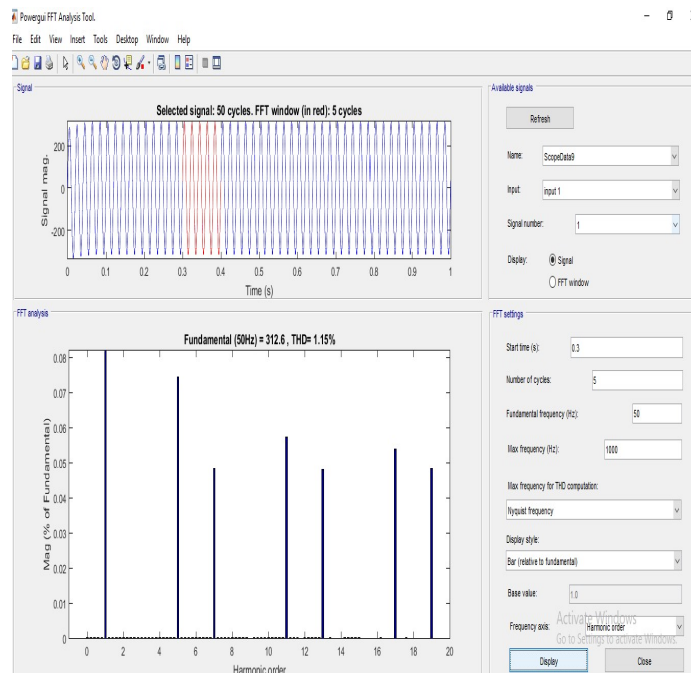 Powergui FFT Analysis Tool.
File Edit View Insert Tools Desktop Window Help
Signal
Selected signal: 50 cycles. FFT window (in red): 5 cycles
Signal mag.
200
0
-200
0 0.1 0.2 0.3 0.4 0.5 0.6 0.7 0.8 0.9 1
Time (s)
FFT analysis
Fundamental (50Hz) = 312.6 , THD= 1.15%
Mag (% of Fundamental)
0.08
0.07
0.06
0.05
0.04
0.03
0.02
0.01
0
0 2 4 6 8 10 12 14 16 18 20
Harmonic order
Available signals
Refresh
Name: ScopeData9
Input: input 1
Signal number: 1
Display: Signal
FFT window
FFT settings
Start time (s): 0.3
Number of cycles: 5
Fundamental frequency (Hz): 50
Max frequency (Hz): 1000
Max frequency for THD computation:
Nyquist frequency
Display style:
Bar (relative to fundamental)
Base value: 1.0
Activate Windows
Frequency axis: Harmonic order
Go to Settings to activate Windows.
Display Close